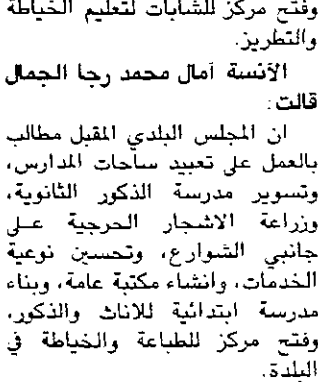 وفتح مركز للشابات لتعليم الخياطة
والتطريز.
الآنسة آمال محمد رجا الجمال
قالت:
ان المجلس البلدي المقبل مطالب
بالعمل على تعبيد ساحات المدارس،
وتسوير مدرسة الذكور الثانوية،
وزراعة الاشجار الحرجية على
جانبي الشوارع، وتحسين نوعية
الخدمات، وانشاء مكتبة عامة، وبناء
مدرسة ابتدائية للاناث والذكور،
وفتح مركز للطباعة والخياطة في
البلدة.